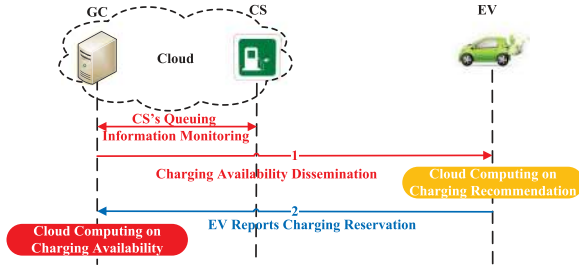 GC
CS
EV
Cloud
CS's Queuing
Information Monitoring
1
Charging Availability Dissemination
Cloud Computing on
Charging Recommendation
2
EV Reports Charging Reservation
Cloud Computing on
Charging Availability